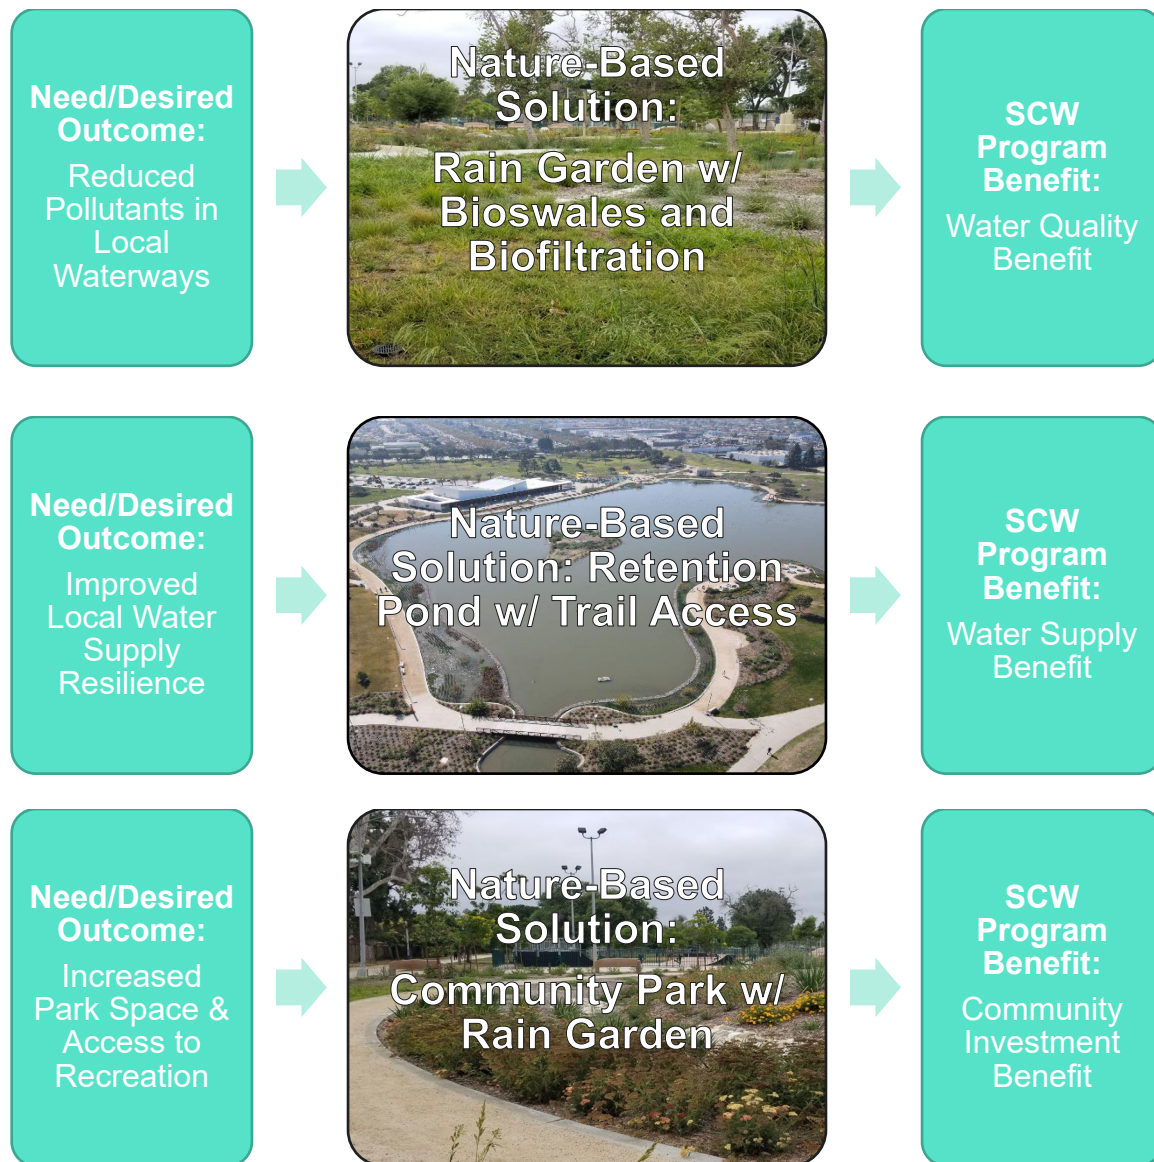 Need/Desired
Outcome:
Reduced
Pollutants in
Local
Waterways
Nature-Based
Solution:
Rain Garden w/
Bioswales and
Biofiltration
SCW
Program
Benefit:
Water Quality
Benefit
Need/Desired
Outcome:
Improved
Local Water
Supply
Resilience
Nature-Based
Solution: Retention
Pond w/ Trail Access
SCW
Program
Benefit:
Water Supply
Benefit
Need/Desired
Outcome:
Increased
Park Space &
Access to
Recreation
Nature-Based
Solution:
Community Park w/
Rain Garden
SCW
Program
Benefit:
Community
Investment
Benefit